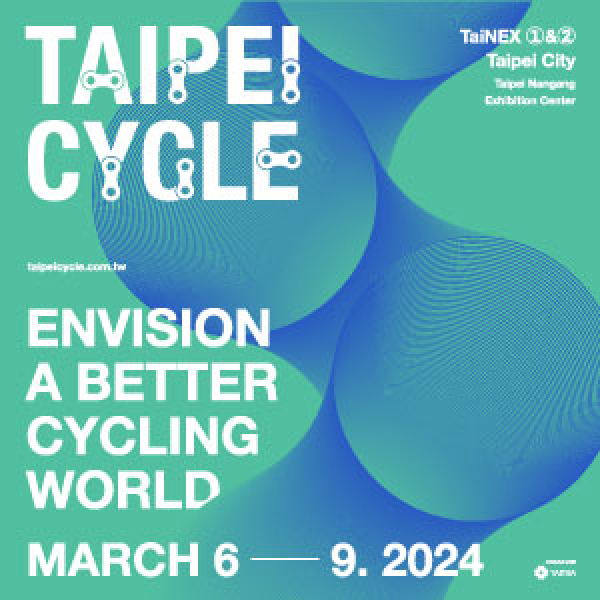 TAIPEI
CYCLE
TaiNEX ①&②
Taipei City
Taipei Nangang
Exhibition Center
taipeicycle.com.tw
ENVISION
A BETTER
CYCLING
WORLD
MARCH 6 — 9. 2024
TAITRA